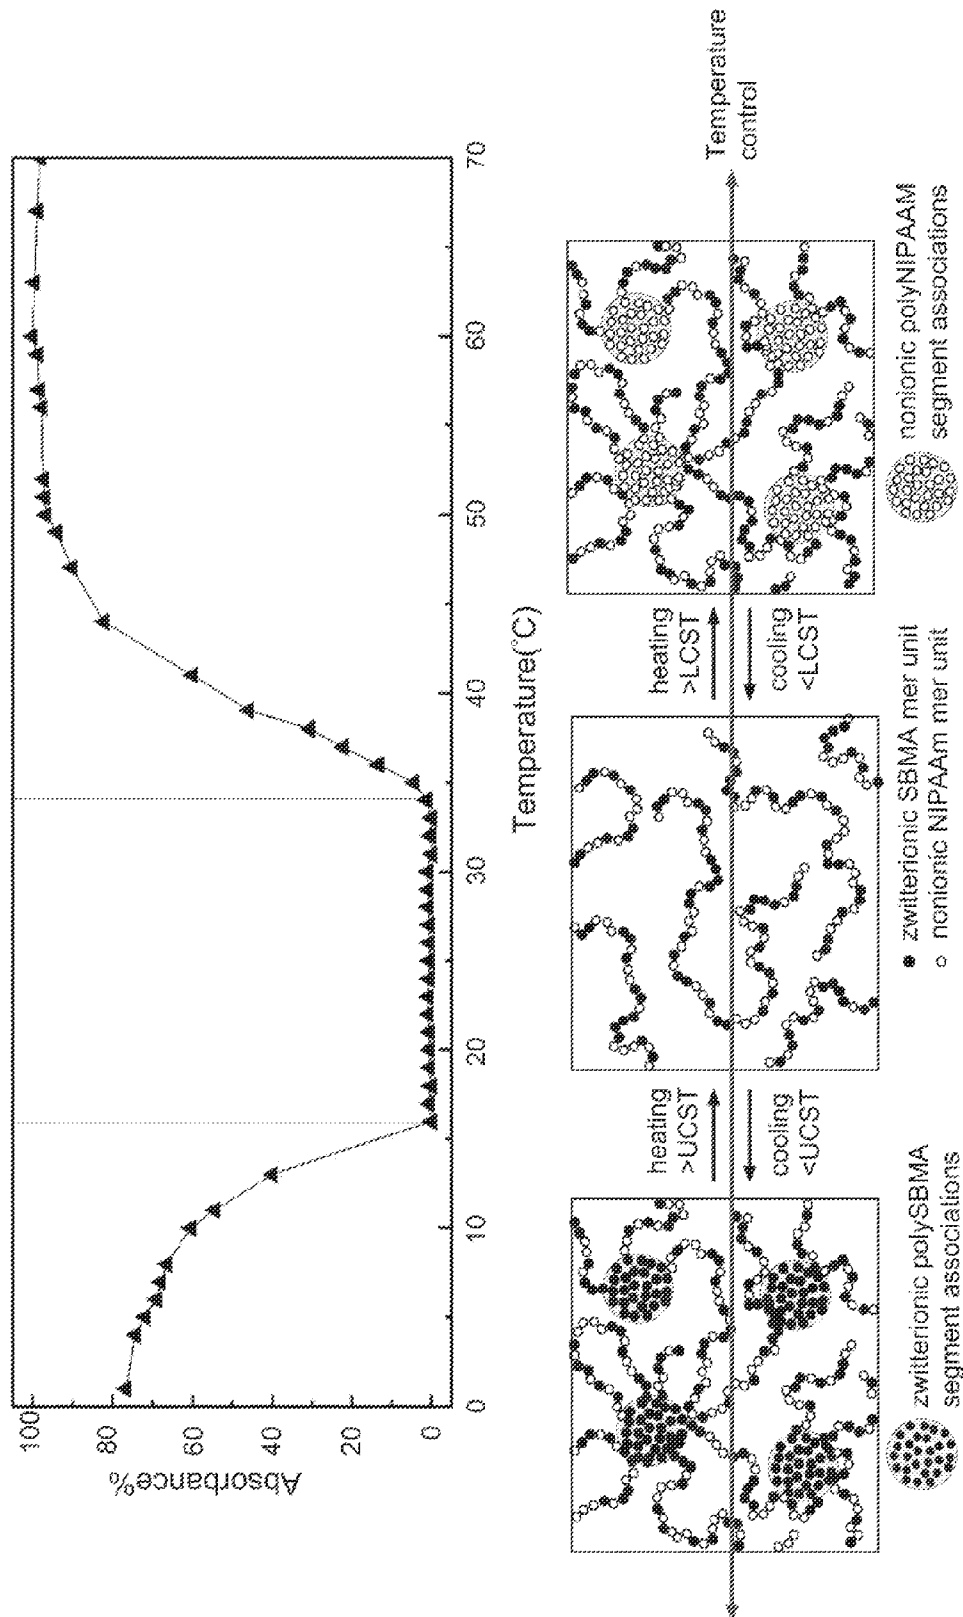 100
80
60
40
20
0
Absorbance%
0
10
20
30
40
50
60
70
Temperature(°C)
heating
>UCST
cooling
<UCST
heating
>LCST
cooling
<LCST
Temperature
control
zwitterionic polySBMA
segment associations
zwitterionic SBMA mer unit
nonionic NIPAAm mer unit
nonionic polyNIPAAM
segment associations